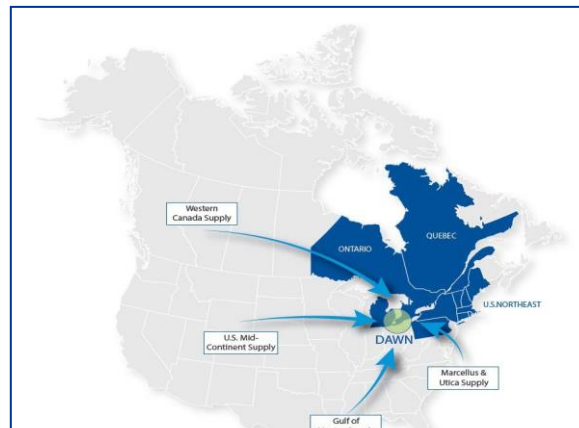 Western
Canada Supply
ONTARIO
QUEBEC
U.S.NORTHEAST
U.S. Mid-
Continent Supply
DAWN
Marcellus &
Utica Supply
Gulf of